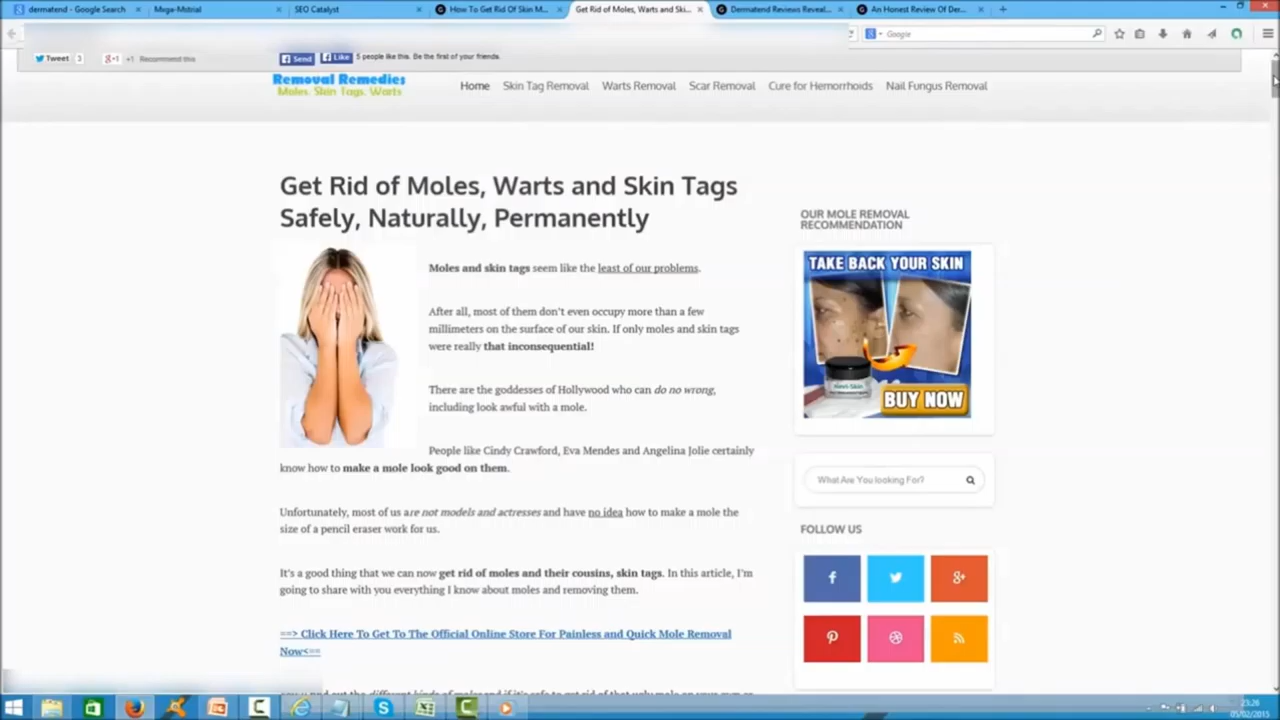 dermatend - Google Search
Mega-Mstrial
SEO Catalyst
How To Get Rid Of Skin M...
Get Rid of Moles, Warts and Ski...
Dermatend Reviews Reveal...
An Honest Review Of Der...
Google
Tweet 3
+1 Recommend this
Send
Like
5 people like this. Be the first of your friends.
Removal Remedies
Moles. Skin Tags. Warts
Home
Skin Tag Removal
Warts Removal
Scar Removal
Cure for Hemorrhoids
Nail Fungus Removal
Get Rid of Moles, Warts and Skin Tags
Safely, Naturally, Permanently
Moles and skin tags seem like the least of our problems.
After all, most of them don't even occupy more than a few
millimeters on the surface of our skin. If only moles and skin tags
were really that inconsequential!
There are the goddesses of Hollywood who can do no wrong,
including look awful with a mole.
People like Cindy Crawford, Eva Mendes and Angelina Jolie certainly
know how to make a mole look good on them.
Unfortunately, most of us are not models and actresses and have no idea how to make a mole the
size of a pencil eraser work for us.
It's a good thing that we can now get rid of moles and their cousins, skin tags. In this article, I'm
going to share with you everything I know about moles and removing them.
==> Click Here To Get To The Official Online Store For Painless and Quick Mole Removal
Now<==
OUR MOLE REMOVAL
RECOMMENDATION
TAKE BACK YOUR SKIN
BUY NOW
What Are You looking For?
FOLLOW US
23:26
05/02/2015